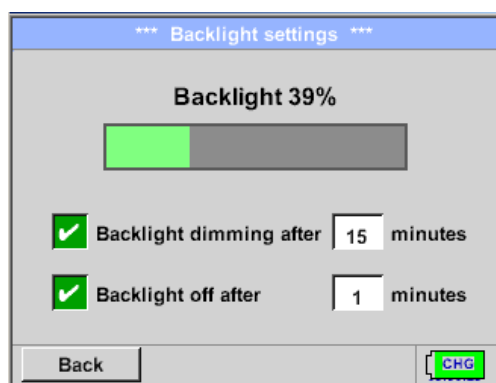 *** Backlight settings ***
Backlight 39%
Backlight dimming after 15 minutes
Backlight off after 1 minutes
Back
CHG